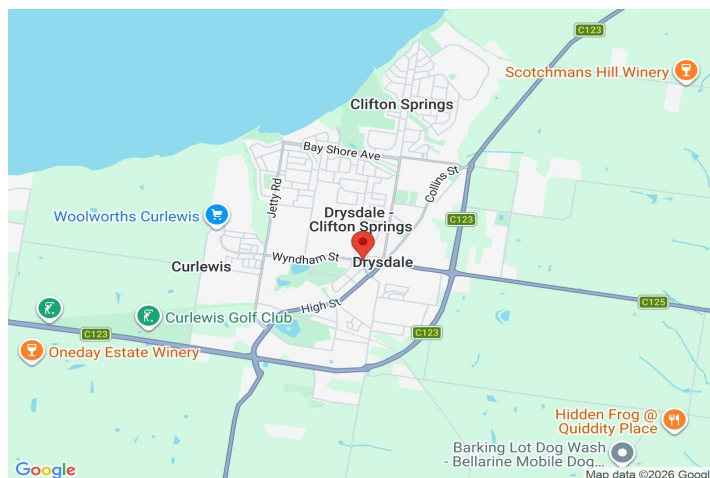 C123
Scotchmans Hill Winery
Clifton Springs
Bay Shore Ave
Collins St
Jetty Rd
Woolworths Curlewis
Drysdale -
Clifton Springs
C123
Wyndham St
Drysdale
Curlewis
C125
High St
Curlewis Golf Club
C123
C123
Oneday Estate Winery
Hidden Frog @
Quiddity Place
Barking Lot Dog Wash
- Bellarine Mobile Dog...
Google
Map data ©2026 Googl